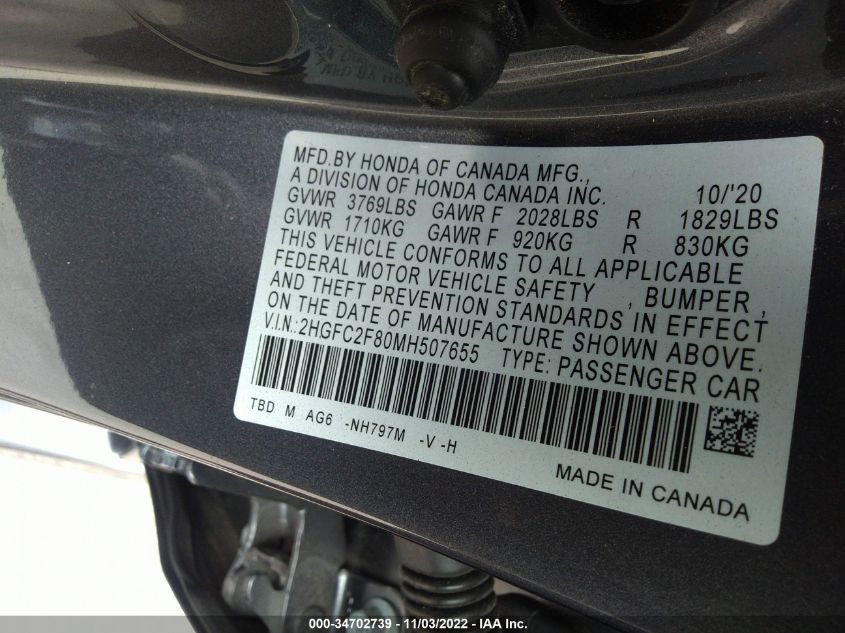 MFD.BY HONDA OF CANADA MFG.,
A DIVISION OF HONDA CANADA INC. 10/'20
GVWR 3769LBS GAWR F 2028LBS R 1829LBS
GVWR 1710KG GAWR F 920KG R 830KG
THIS VEHICLE CONFORMS TO ALL APPLICABLE
FEDERAL MOTOR VEHICLE SAFETY , BUMPER ,
AND THEFT PREVENTION STANDARDS IN EFFECT
ON THE DATE OF MANUFACTURE SHOWN ABOVE.
V.I.N.:2HGFC2F80MH507655 TYPE: PASSENGER CAR
TBD M AG6 -NH797M -V -H
MADE IN CANADA
000-34702739 - 11/03/2022 - IAA Inc.